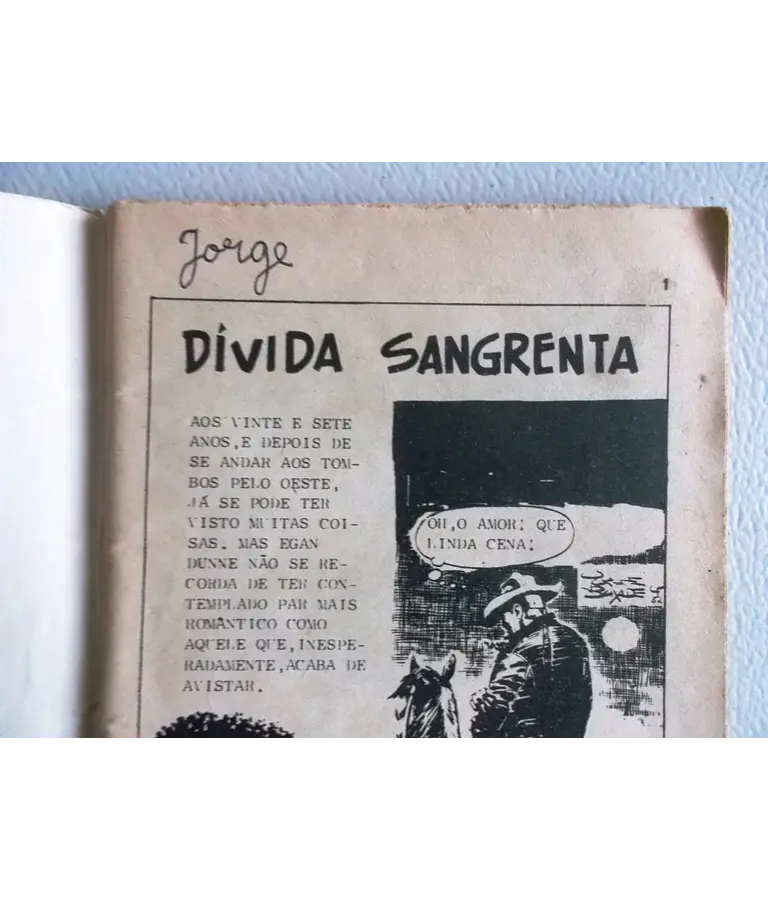 Jorge
1
DÍVIDA SANGRENTA
AOS VINTE E SETE
ANOS,E DEPOIS DE
SE ANDAR AOS TOM-
BOS PELO OESTE,
JÁ SE PODE TER
VISTO MUITAS COI-
SAS. MAS EGAN
DUNNE NÃO SE RE-
CORDA DE TER CON-
TEMPLADO PAR MAIS
ROMÂNTICO COMO
AQUELE QUE,INESPE-
RADAMENTE,ACABA DE
AVISTAR.
OH,O AMOR! QUE
LINDA CENA!